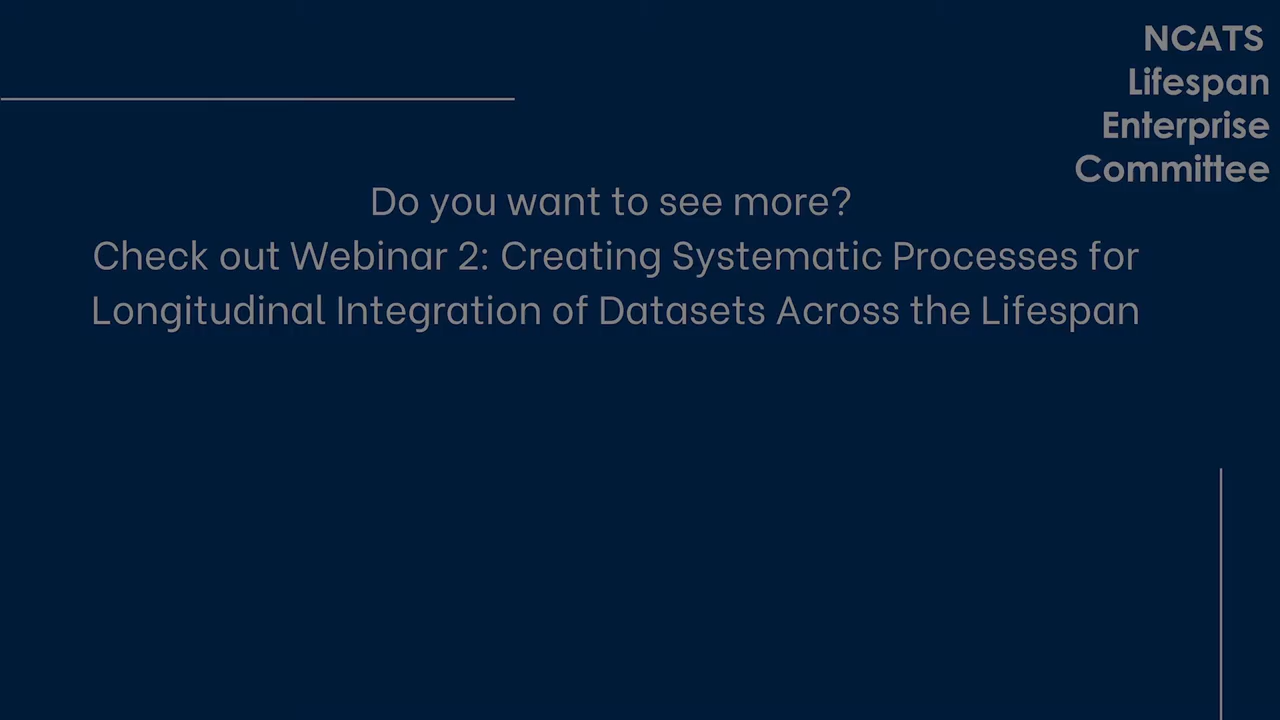 NCATS
Lifespan
Enterprise
Committee
Do you want to see more?
Check out Webinar 2: Creating Systematic Processes for
Longitudinal Integration of Datasets Across the Lifespan